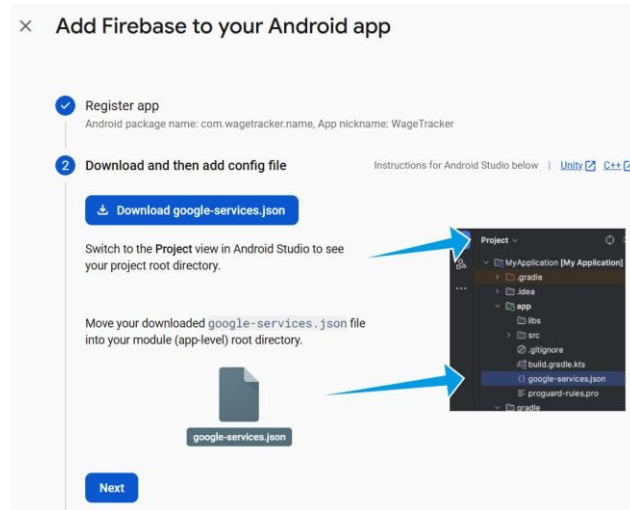 Add Firebase to your Android app
Register app
Android package name: com.wagetracker.name, App nickname: WageTracker
2
Download and then add config file
Instructions for Android Studio below | Unity C++
Download google-services.json
Switch to the Project view in Android Studio to see
your project root directory.
Move your downloaded google-services.json file
into your module (app-level) root directory.
google-services.json
Next
Project
MyApplication [My Application]
.gradle
.idea
app
libs
src
.gitignore
build.gradle.kts
google-services.json
proguard-rules.pro
gradle